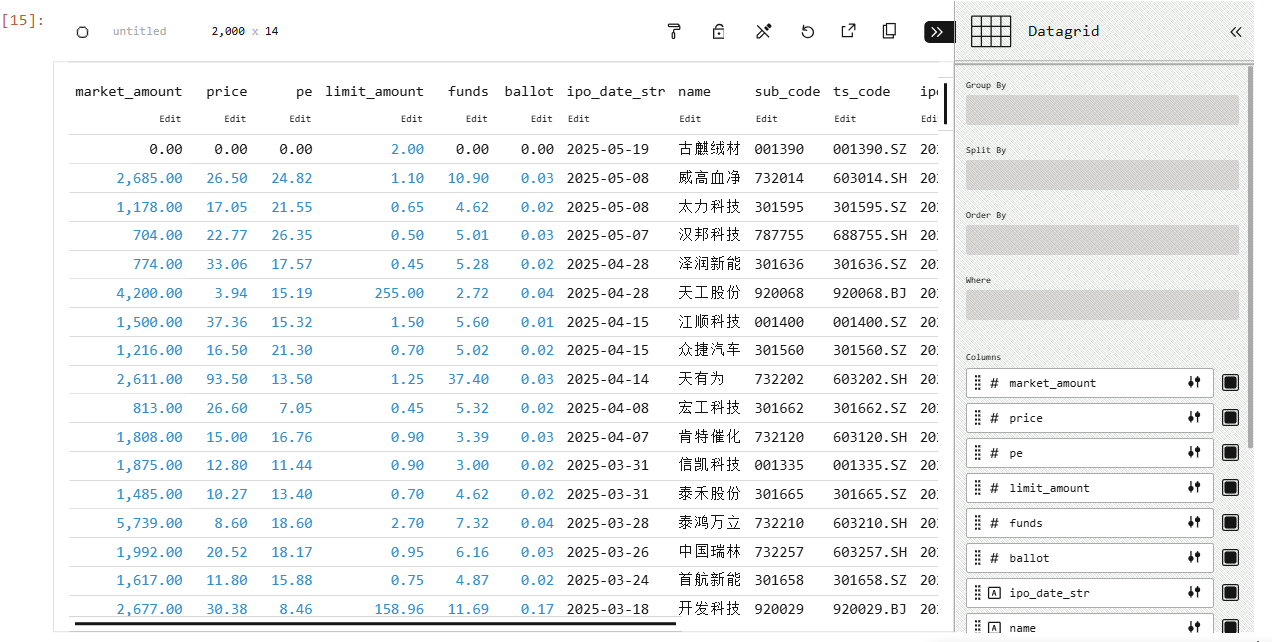 [15]:
untitled 2,000 x 14
market_amount price pe limit_amount funds ballot ipo_date_str name sub_code ts_code ip
Edit Edit Edit Edit Edit Edit Edit Edit Edit Edit Edi
0.00 0.00 0.00 2.00 0.00 0.00 2025-05-19 古麒绒材 001390 001390.SZ 20
2,685.00 26.50 24.82 1.10 10.90 0.03 2025-05-08 威高血净 732014 603014.SH 20
1,178.00 17.05 21.55 0.65 4.62 0.02 2025-05-08 太力科技 301595 301595.SZ 20
704.00 22.77 26.35 0.50 5.01 0.03 2025-05-07 汉邦科技 787755 688755.SH 20
774.00 33.06 17.57 0.45 5.28 0.02 2025-04-28 泽润新能 301636 301636.SZ 20
4,200.00 3.94 15.19 255.00 2.72 0.04 2025-04-28 天工股份 920068 920068.BJ 20
1,500.00 37.36 15.32 1.50 5.60 0.01 2025-04-15 江顺科技 001400 001400.SZ 20
1,216.00 16.50 21.30 0.70 5.02 0.02 2025-04-15 众捷汽车 301560 301560.SZ 20
2,611.00 93.50 13.50 1.25 37.40 0.03 2025-04-14 天有为 732202 603202.SH 20
813.00 26.60 7.05 0.45 5.32 0.02 2025-04-08 宏工科技 301662 301662.SZ 20
1,808.00 15.00 16.76 0.90 3.39 0.03 2025-04-07 肯特催化 732120 603120.SH 20
1,875.00 12.80 11.44 0.90 3.00 0.02 2025-03-31 信凯科技 001335 001335.SZ 20
1,485.00 10.27 13.40 0.70 4.62 0.02 2025-03-31 泰禾股份 301665 301665.SZ 20
5,739.00 8.60 18.60 2.70 7.32 0.04 2025-03-28 泰鸿万立 732210 603210.SH 20
1,992.00 20.52 18.17 0.95 6.16 0.03 2025-03-26 中国瑞林 732257 603257.SH 20
1,617.00 11.80 15.88 0.75 4.87 0.02 2025-03-24 首航新能 301658 301658.SZ 20
2,677.00 30.38 8.46 158.96 11.69 0.17 2025-03-18 开发科技 920029 920029.BJ 20
Datagrid
Group By
Split By
Order By
Where
Columns
# market_amount
# price
# pe
# limit_amount
# funds
# ballot
A ipo_date_str
A name